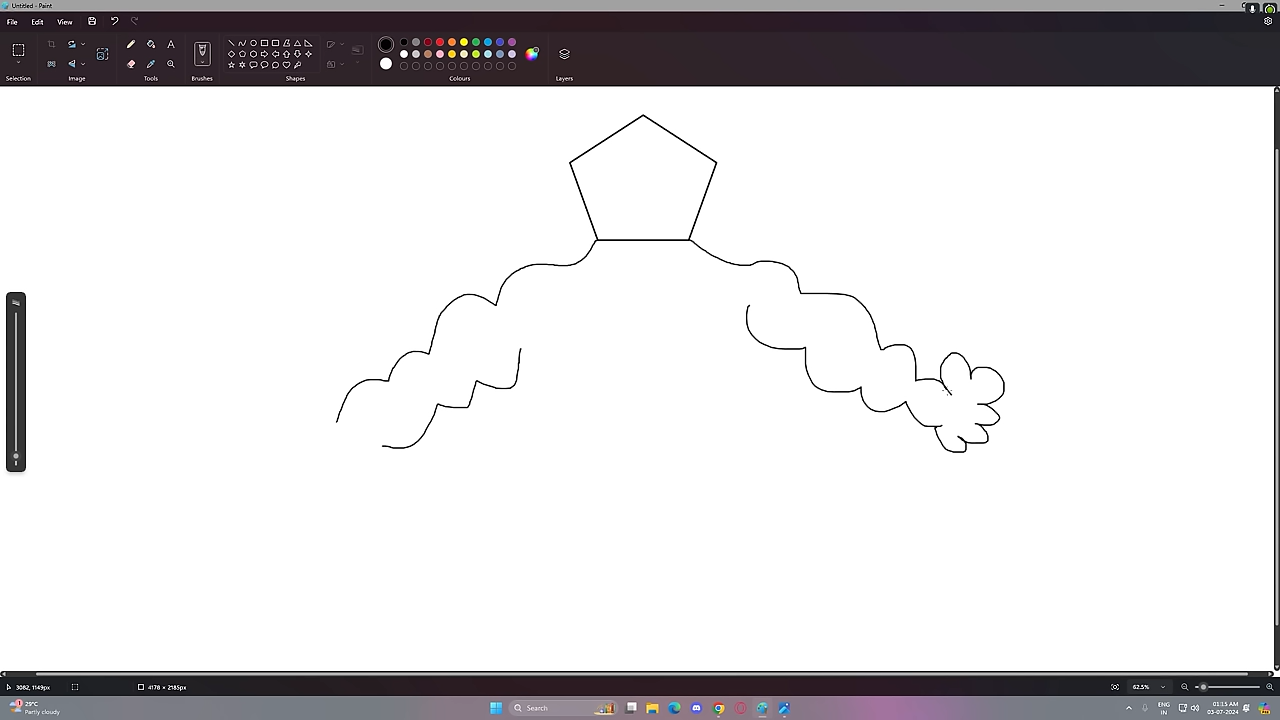 Untitled - Paint
File Edit View
Selection Image Tools Brushes Shapes Colours Layers
3082, 1149px 4178 × 2185px 62.5%
29°C
Partly cloudy
Search
ENG
IN
01:15 AM
03-07-2024